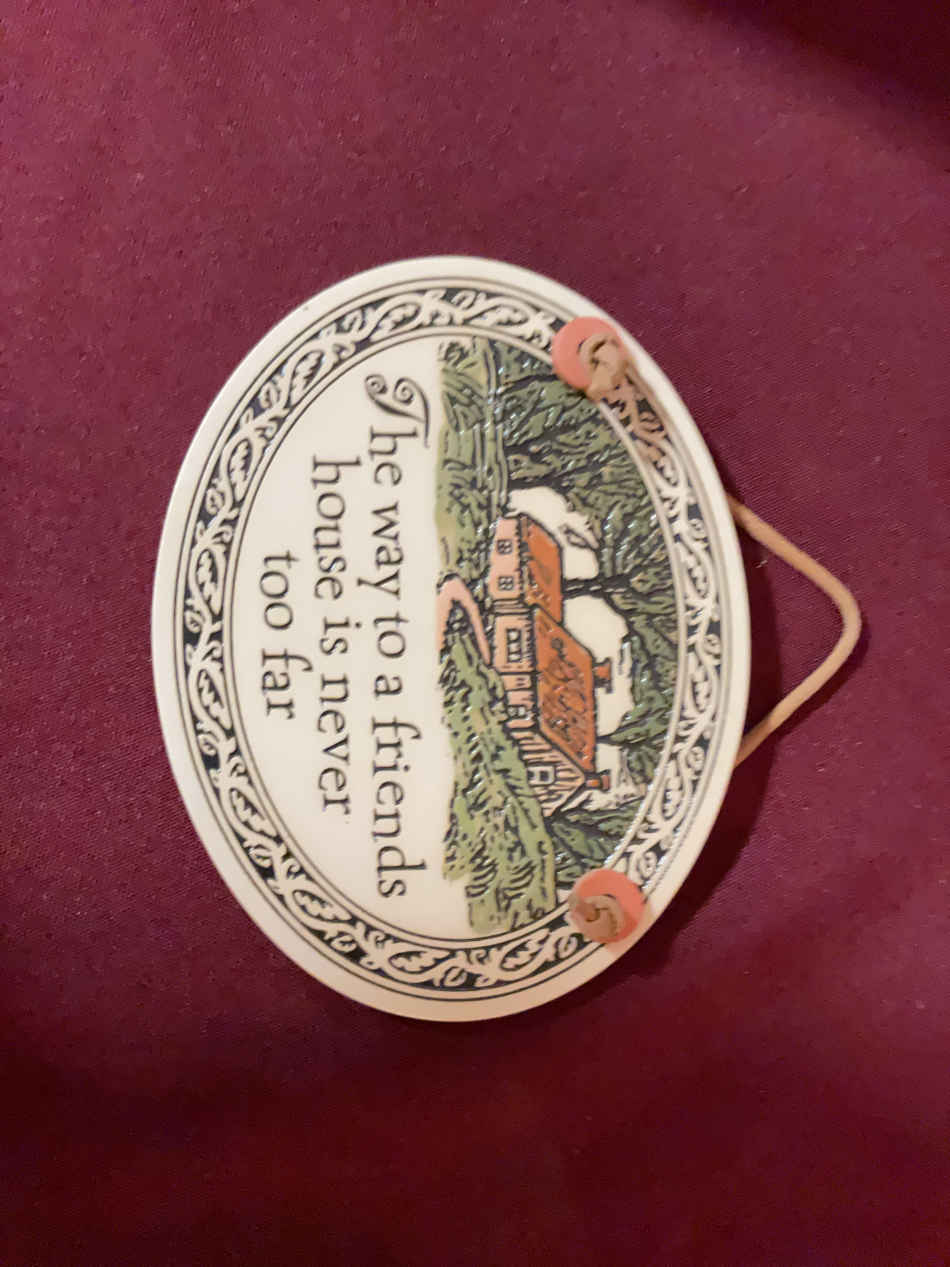 The way to a friends
house is never
too far